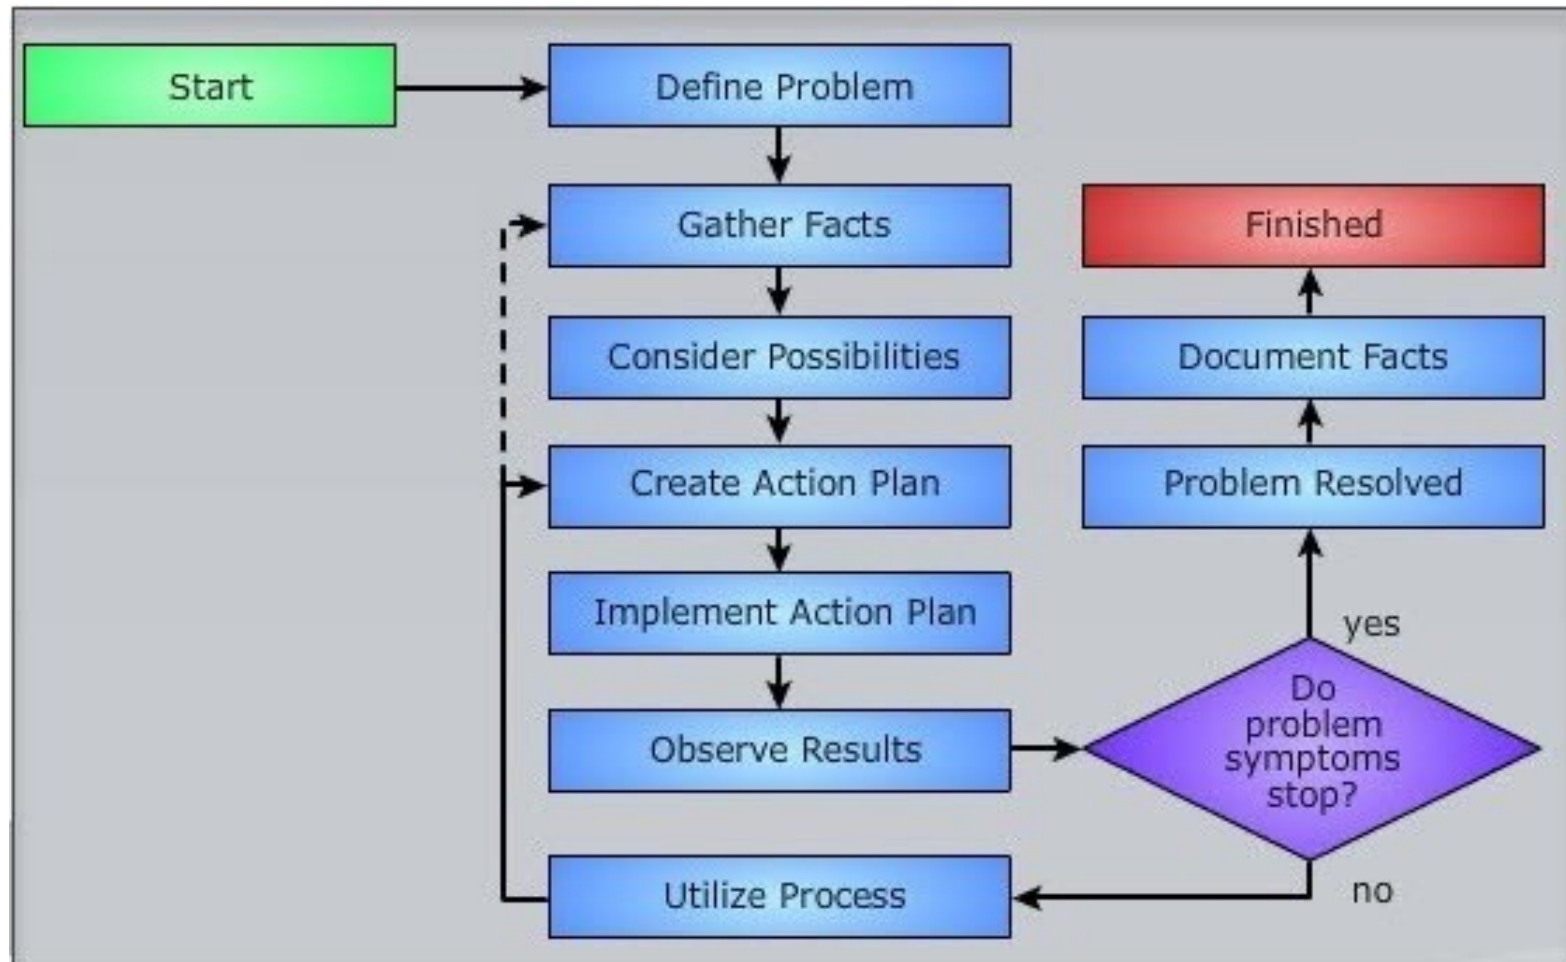 Start
Define Problem
Gather Facts
Consider Possibilities
Create Action Plan
Implement Action Plan
Observe Results
Do
problem
symptoms
stop?
yes
Problem Resolved
Document Facts
Finished
no
Utilize Process